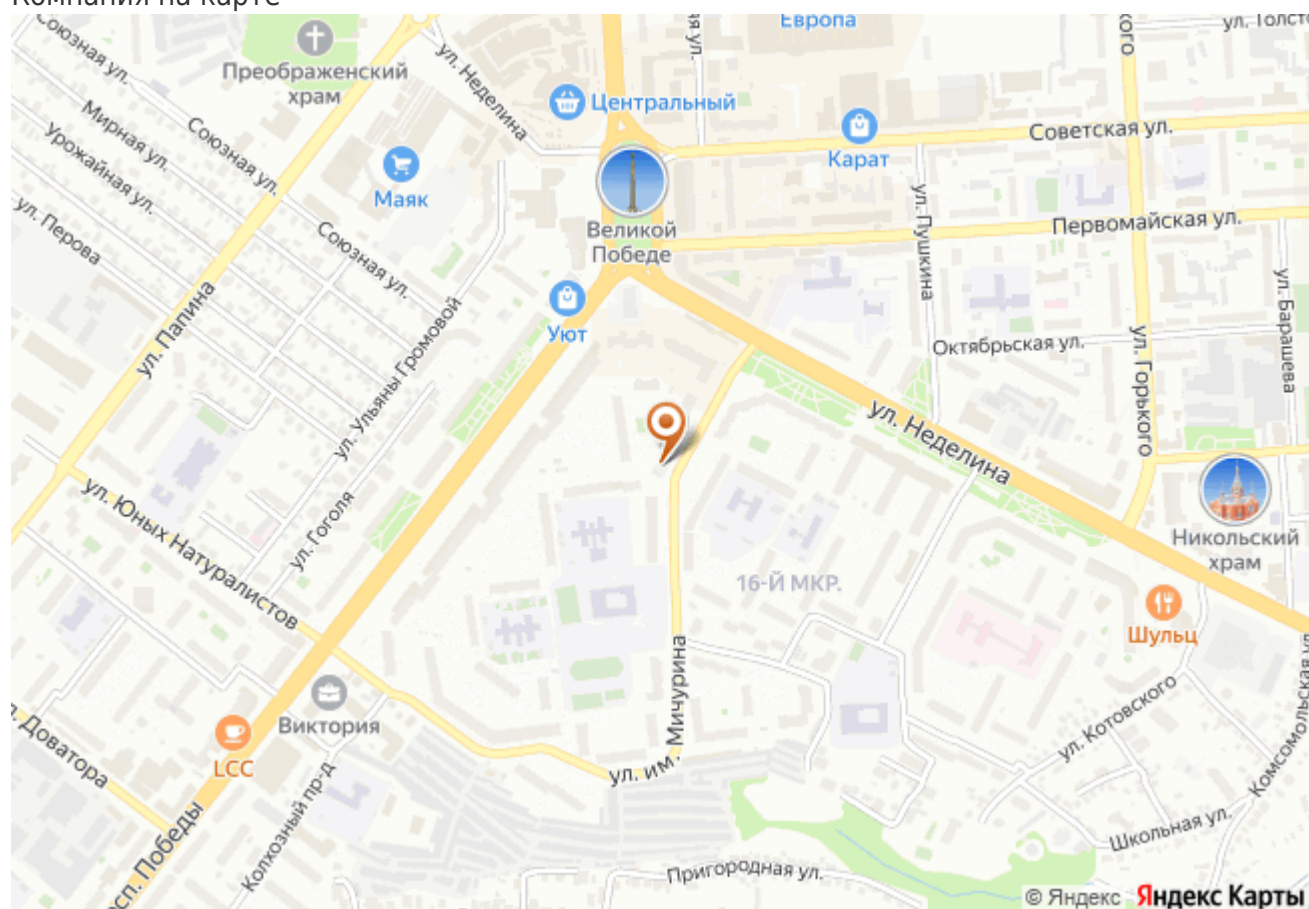 Компания на карте
Союзная ул.
Преображенский
храм
ул. Неделина
Центральный
Европа
ул. Толст
Мирная ул.
Союзная ул.
Урожайная ул.
Маяк
Карат
Советская ул.
ул. Перова
Союзная ул.
Великой
Победе
ул. Пушкина
Первомайская ул.
ул. Папина
Уют
ул. Ульяны Громовой
Октябрьская ул.
ул. Горького
ул. Барашева
ул. Неделина
ул. Юных Натуралистов
ул. Гоголя
Никольский
храм
16-Й МКР.
Шульц
Виктория
LCC
ул. им. Мичурина
ул. Котовского
Комсомольская ул
Доватора
Колхозный пр-д
Школьная ул.
Пригородная ул.
осп. Победы
© Яндекс Яндекс Карты